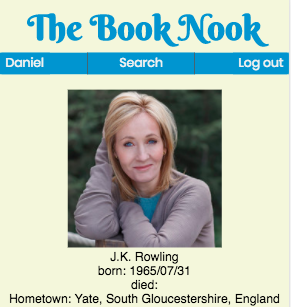 The Book Nook
Daniel Search Log out
J.K. Rowling
born: 1965/07/31
died:
Hometown: Yate, South Gloucestershire, England